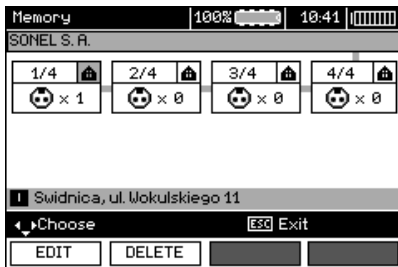 Memory 100% 10:41
SONEL S. A.
1/4 2/4 3/4 4/4
x 1 x 0 x 0 x 0
I Swidnica, ul. Wokulskiego 11
Choose ESC Exit
EDIT DELETE